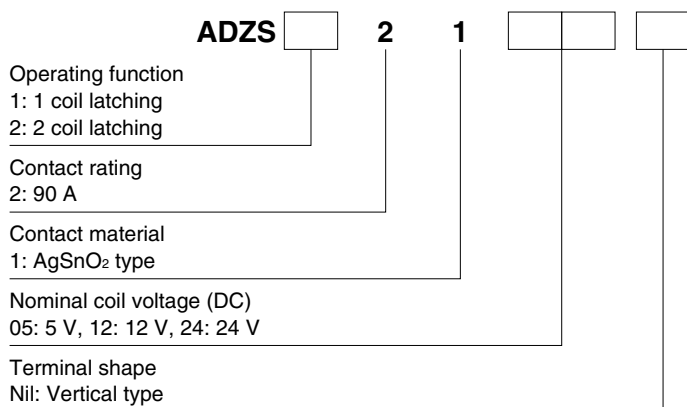 ADZS 2 1
Operating function
1: 1 coil latching
2: 2 coil latching
Contact rating
2: 90 A
Contact material
1: AgSnO₂ type
Nominal coil voltage (DC)
05: 5 V, 12: 12 V, 24: 24 V
Terminal shape
Nil: Vertical type